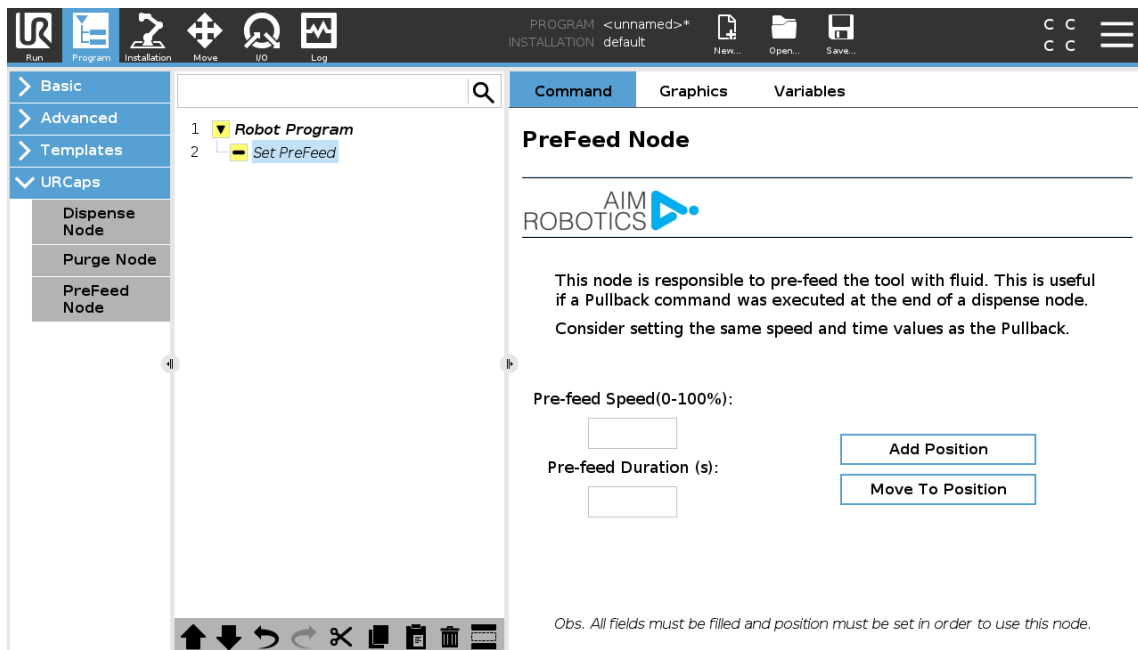 UR
PROGRAM <unnamed>*
INSTALLATION default
Run Program Installation Move I/O Log
New... Open... Save...
C C
C C
Basic
Advanced
Templates
URCaps
Dispense
Node
Purge Node
PreFeed
Node
1 Robot Program
2 Set PreFeed
Command Graphics Variables
PreFeed Node
AIM
ROBOTICS
This node is responsible to pre-feed the tool with fluid. This is useful
if a Pullback command was executed at the end of a dispense node.
Consider setting the same speed and time values as the Pullback.
Pre-feed Speed(0-100%):
Pre-feed Duration (s):
Add Position
Move To Position
Obs. All fields must be filled and position must be set in order to use this node.